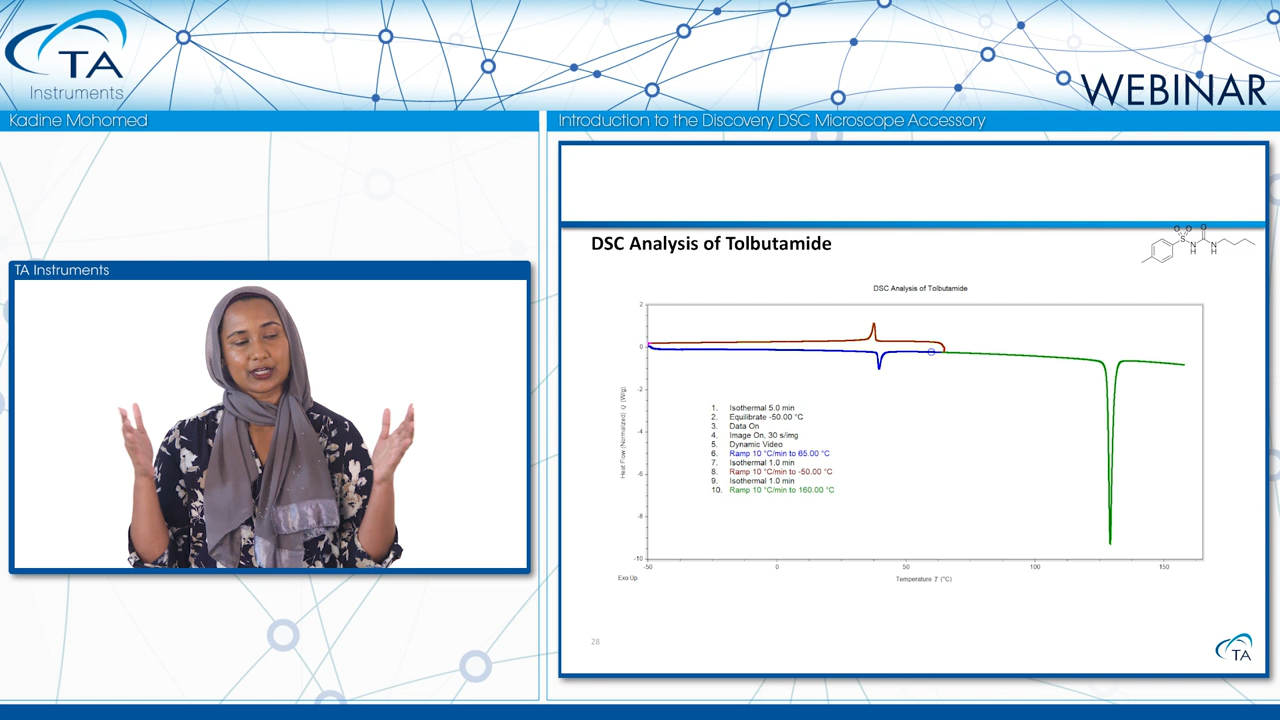 TA
Instruments
WEBINAR
Kadine Mohomed
Introduction to the Discovery DSC Microscope Accessory
TA Instruments
DSC Analysis of Tolbutamide
O O O
S
N N
H H
DSC Analysis of Tolbutamide
2
0
-2
-4
-6
-8
-10
Heat Flow (Normalized) Q (W/g)
1. Isothermal 5.0 min
2. Equilibrate -50.00 °C
3. Data On
4. Image On, 30 s/img
5. Dynamic Video
6. Ramp 10 °C/min to 65.00 °C
7. Isothermal 1.0 min
8. Ramp 10 °C/min to -50.00 °C
9. Isothermal 1.0 min
10. Ramp 10 °C/min to 160.00 °C
-50 0 50 100 150
Exo Up
Temperature T (°C)
28
TA